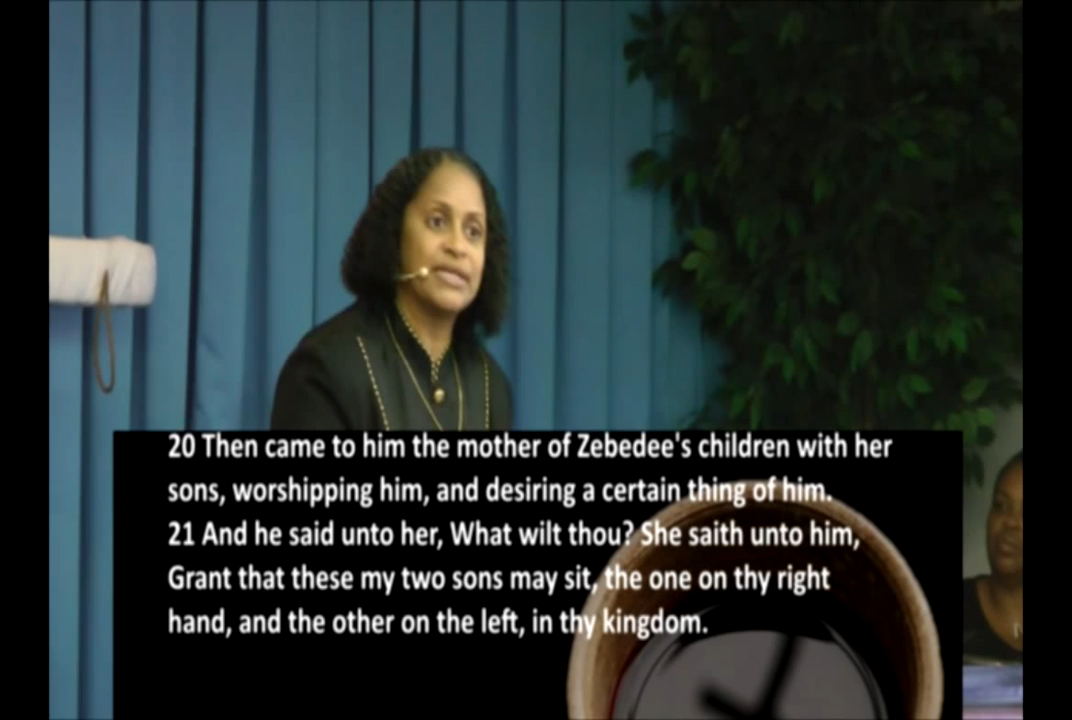 20 Then came to him the mother of Zebedee's children with her
sons, worshipping him, and desiring a certain thing of him.
21 And he said unto her, What wilt thou? She saith unto him,
Grant that these my two sons may sit, the one on thy right
hand, and the other on the left, in thy kingdom.